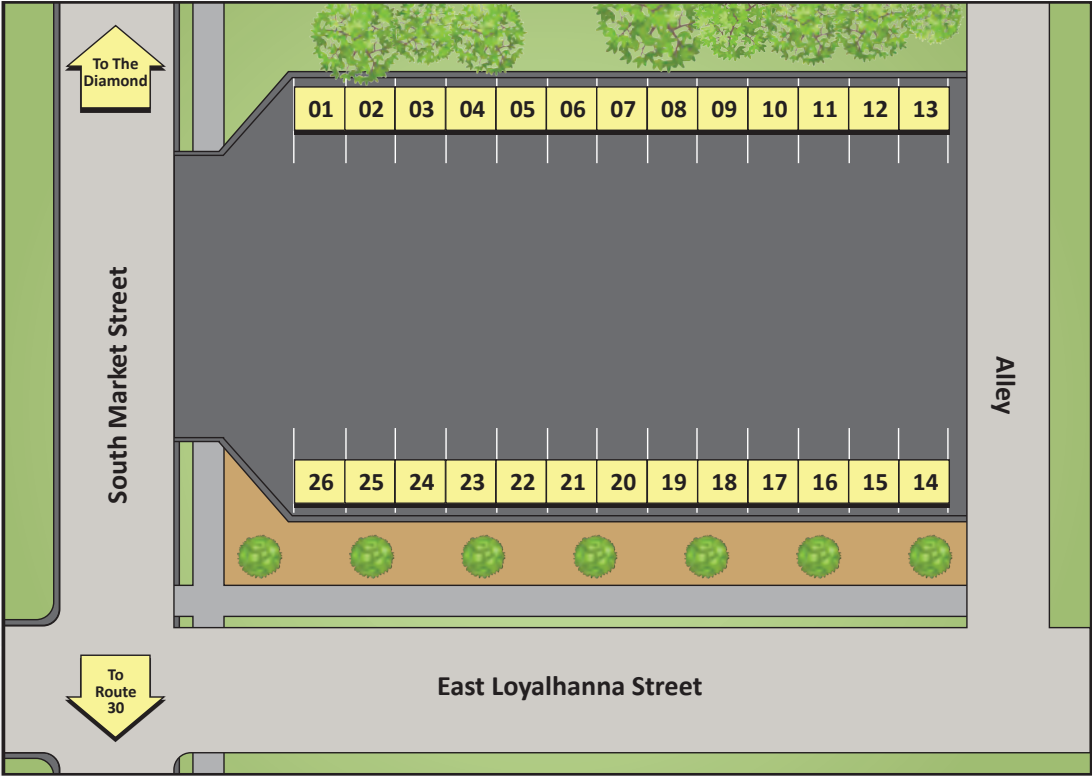 To The
Diamond
01 02 03 04 05 06 07 08 09 10 11 12 13
South Market Street
Alley
26 25 24 23 22 21 20 19 18 17 16 15 14
To
Route
30
East Loyalhanna Street